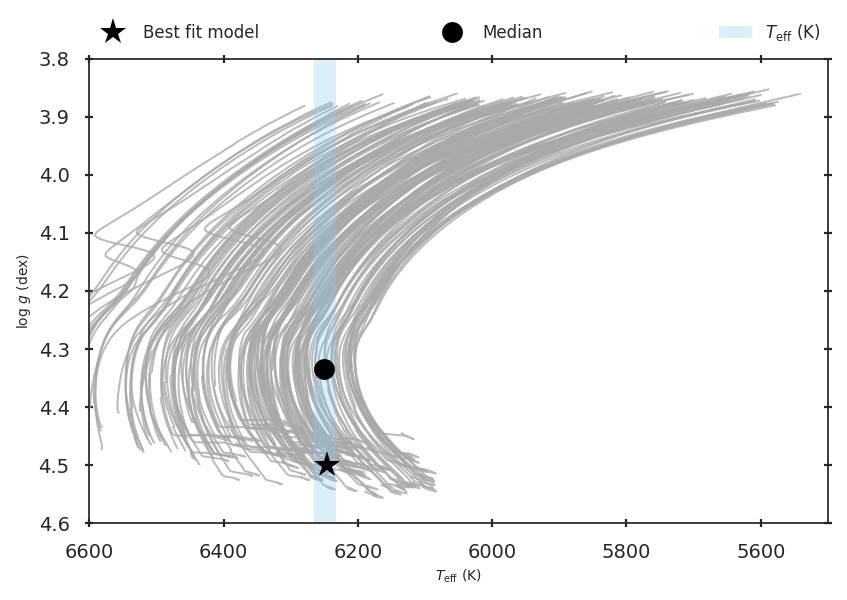 Best fit model Median T_eff (K)
3.8
3.9
4.0
4.1
4.2
4.3
4.4
4.5
4.6
log g (dex)
6600 6400 6200 6000 5800 5600
T_eff (K)